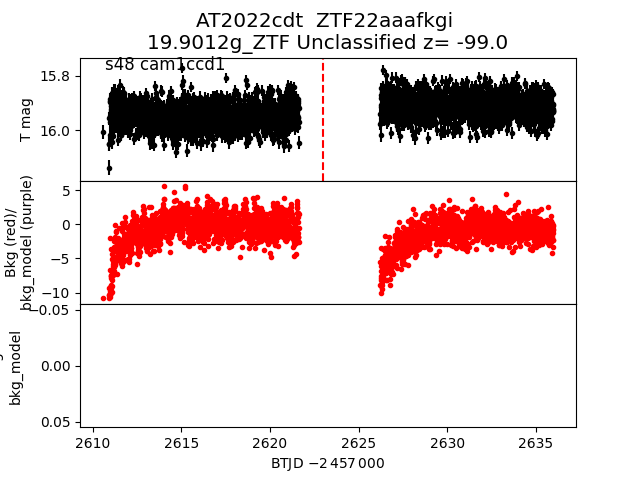 AT2022cdt  ZTF22aaafkgi
19.9012g_ZTF Unclassified z= -99.0
s48 cam1ccd1
15.8
16.0
T mag
5
0
−5
−10
Bkg (red)/
bkg_model (purple)
−0.05
0.00
0.05
bkg_model
2610
2615
2620
2625
2630
2635
BTJD −2 457 000